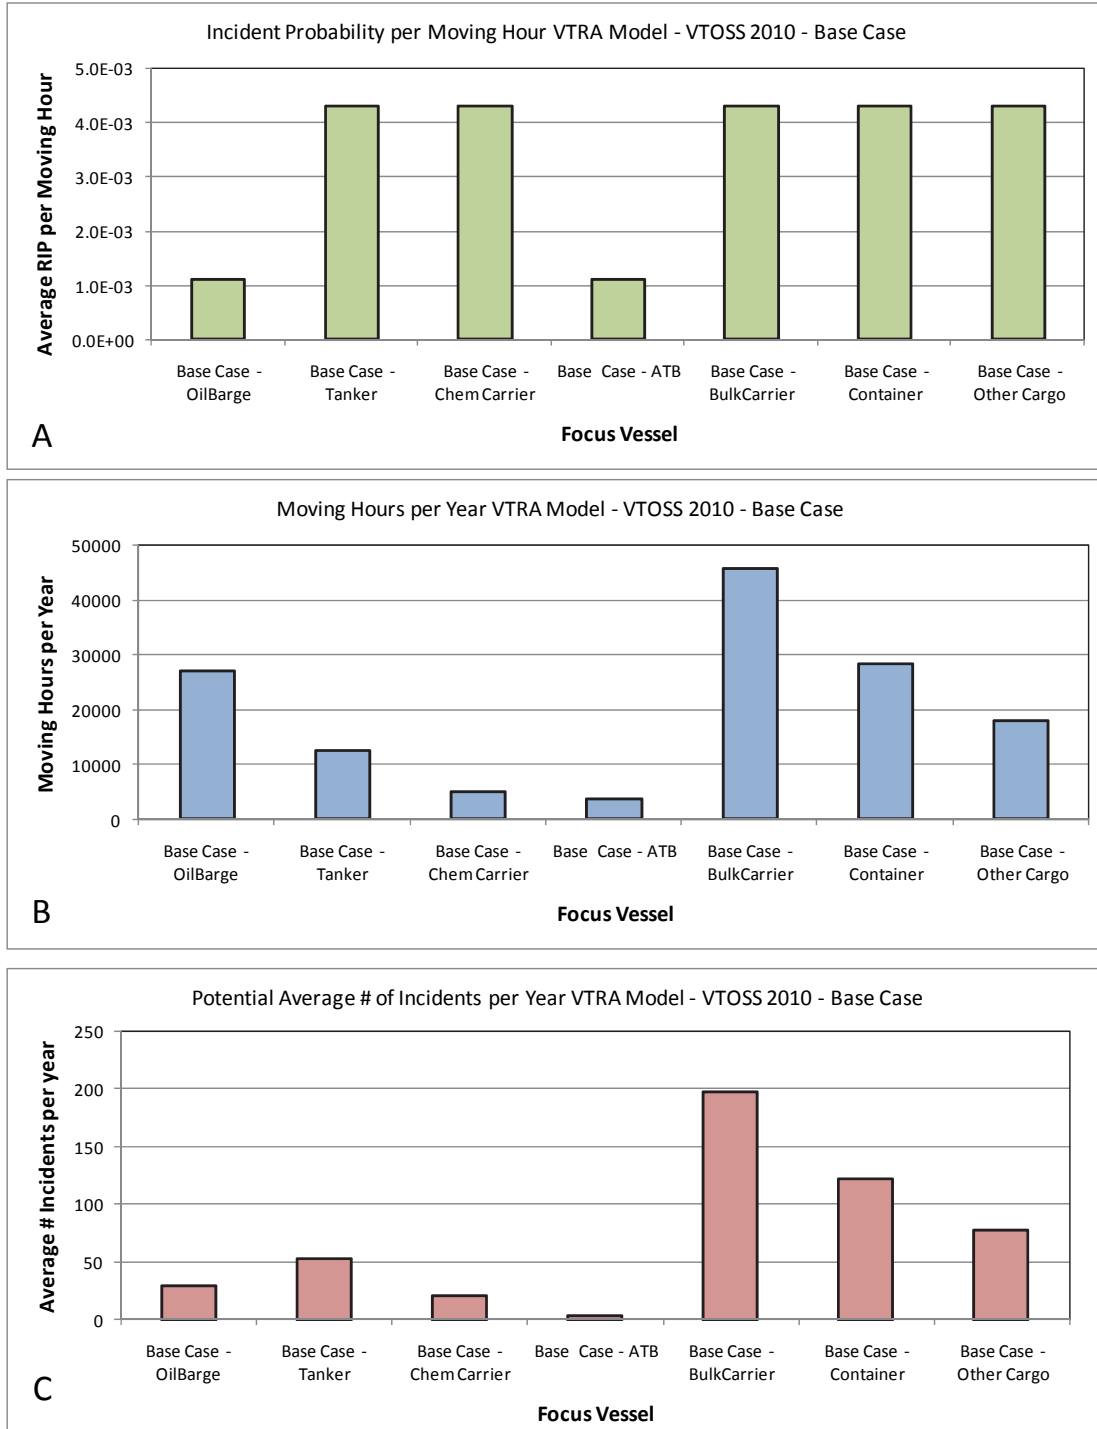 Incident Probability per Moving Hour VTRA Model - VTOSS 2010 - Base Case
Average RIP per Moving Hour
5.0E-03
4.0E-03
3.0E-03
2.0E-03
1.0E-03
0.0E+00
Base Case - OilBarge
Base Case - Tanker
Base Case - Chem Carrier
Base Case - ATB
Base Case - BulkCarrier
Base Case - Container
Base Case - Other Cargo
Focus Vessel
A
Moving Hours per Year VTRA Model - VTOSS 2010 - Base Case
Moving Hours per Year
50000
40000
30000
20000
10000
0
Base Case - OilBarge
Base Case - Tanker
Base Case - Chem Carrier
Base Case - ATB
Base Case - BulkCarrier
Base Case - Container
Base Case - Other Cargo
Focus Vessel
B
Potential Average # of Incidents per Year VTRA Model - VTOSS 2010 - Base Case
Average # Incidents per year
250
200
150
100
50
0
Base Case - OilBarge
Base Case - Tanker
Base Case - Chem Carrier
Base Case - ATB
Base Case - BulkCarrier
Base Case - Container
Base Case - Other Cargo
Focus Vessel
C